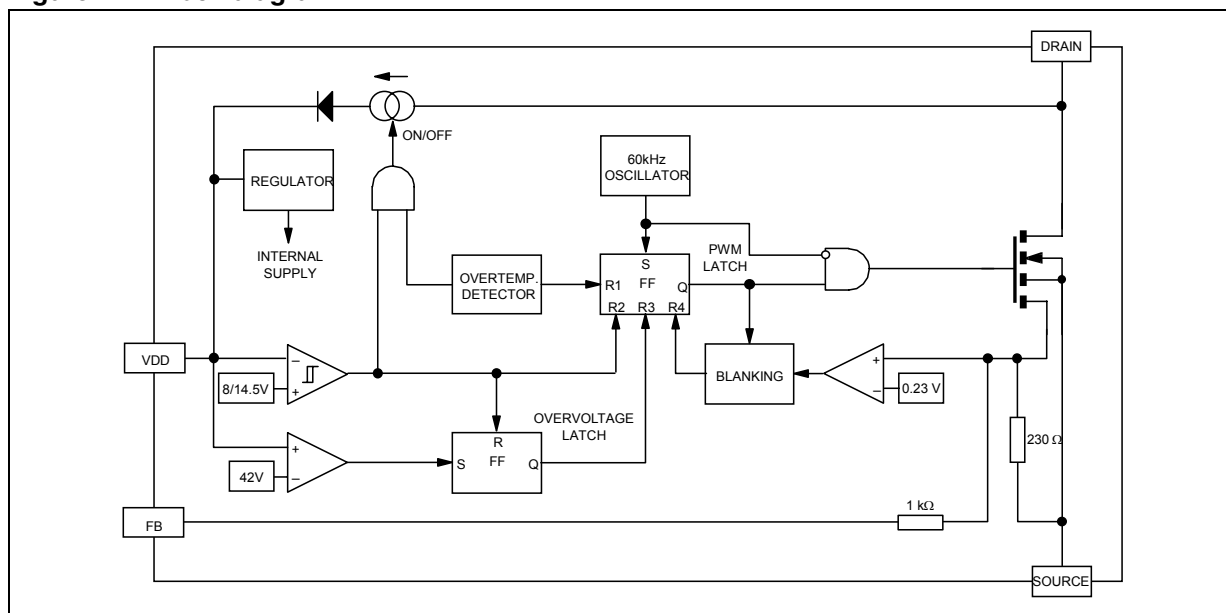 DRAIN
ON/OFF
60kHz
OSCILLATOR
REGULATOR
INTERNAL
SUPPLY
PWM
LATCH
OVERTEMP.
DETECTOR
S
FF
R1
Q
R2 R3 R4
VDD
8/14.5V
–
+
BLANKING
+
–
0.23 V
OVERVOLTAGE
LATCH
R
FF
S
Q
230 Ω
42V
+
–
1 kΩ
FB
SOURCE